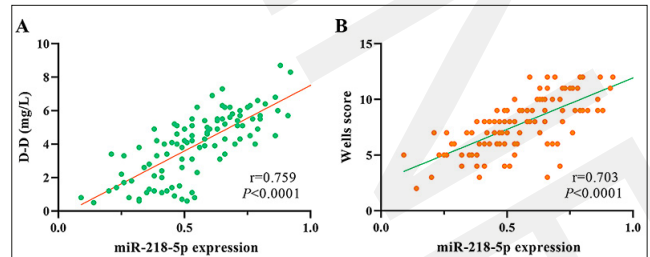 A
D-D (mg/L)
10
8
6
4
2
0
0.0
0.5
1.0
r=0.759
P<0.0001
miR-218-5p expression
B
Wells score
15
10
5
0
0.0
0.5
1.0
r=0.703
P<0.0001
miR-218-5p expression